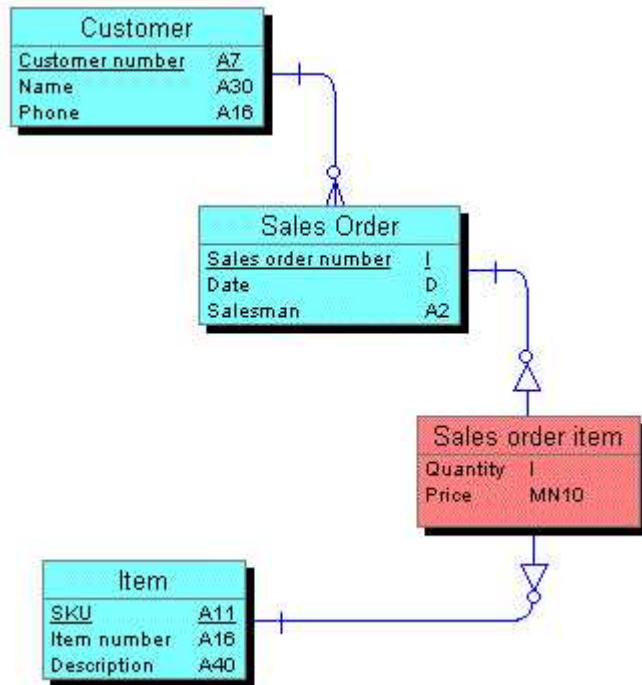 Customer
Customer number A7
Name A30
Phone A16
Sales Order
Sales order number I
Date D
Salesman A2
Sales order item
Quantity I
Price MN10
Item
SKU A11
Item number A16
Description A40